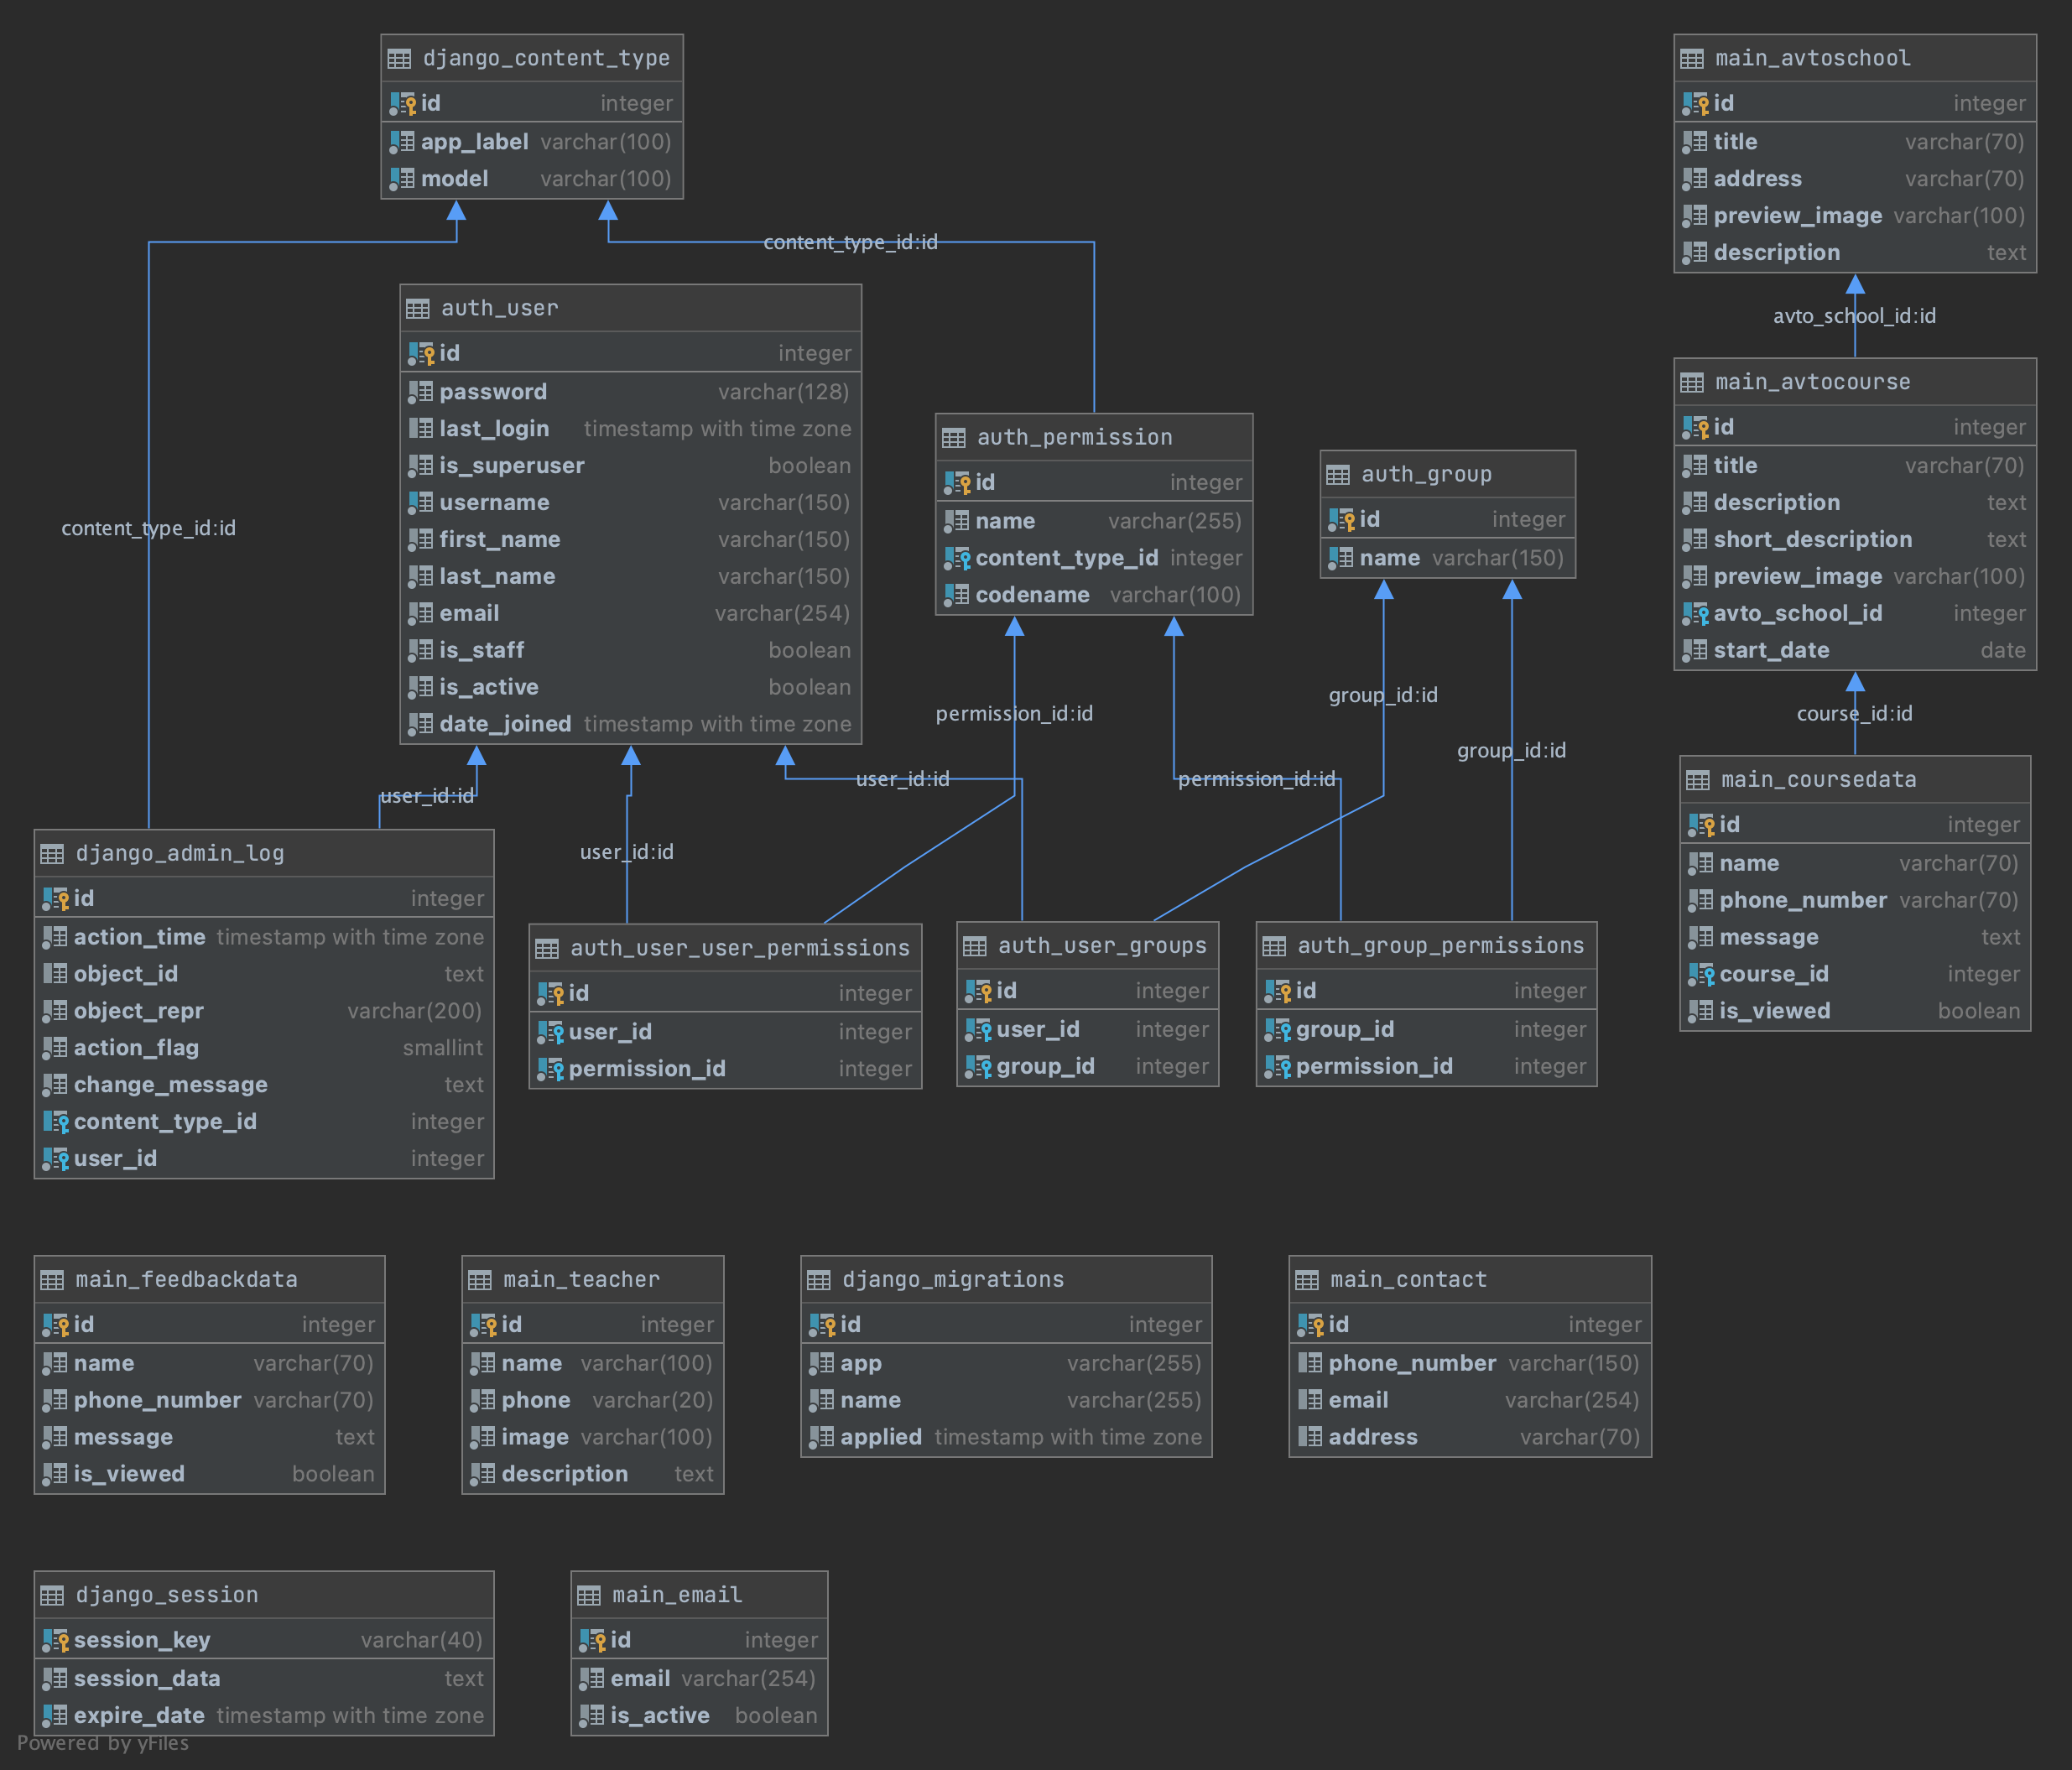 django_content_type
id integer
app_label varchar(100)
model varchar(100)
content_type_id:id
content_type_id:id
auth_user
id integer
password varchar(128)
last_login timestamp with time zone
is_superuser boolean
username varchar(150)
first_name varchar(150)
last_name varchar(150)
email varchar(254)
is_staff boolean
is_active boolean
date_joined timestamp with time zone
auth_permission
id integer
name varchar(255)
content_type_id integer
codename varchar(100)
auth_group
id integer
name varchar(150)
main_avtoschool
id integer
title varchar(70)
address varchar(70)
preview_image varchar(100)
description text
avto_school_id:id
main_avtocourse
id integer
title varchar(70)
description text
short_description text
preview_image varchar(100)
avto_school_id integer
start_date date
course_id:id
main_coursedata
id integer
name varchar(70)
phone_number varchar(70)
message text
course_id integer
is_viewed boolean
permission_id:id
group_id:id
group_id:id
user_id:id
user_id:id
permission_id:id
user_id:id
django_admin_log
id integer
action_time timestamp with time zone
object_id text
object_repr varchar(200)
action_flag smallint
change_message text
content_type_id integer
user_id integer
auth_user_user_permissions
id integer
user_id integer
permission_id integer
auth_user_groups
id integer
user_id integer
group_id integer
auth_group_permissions
id integer
group_id integer
permission_id integer
main_feedbackdata
id integer
name varchar(70)
phone_number varchar(70)
message text
is_viewed boolean
main_teacher
id integer
name varchar(100)
phone varchar(20)
image varchar(100)
description text
django_migrations
id integer
app varchar(255)
name varchar(255)
applied timestamp with time zone
main_contact
id integer
phone_number varchar(150)
email varchar(254)
address varchar(70)
django_session
session_key varchar(40)
session_data text
expire_date timestamp with time zone
main_email
id integer
email varchar(254)
is_active boolean
Powered by yFiles